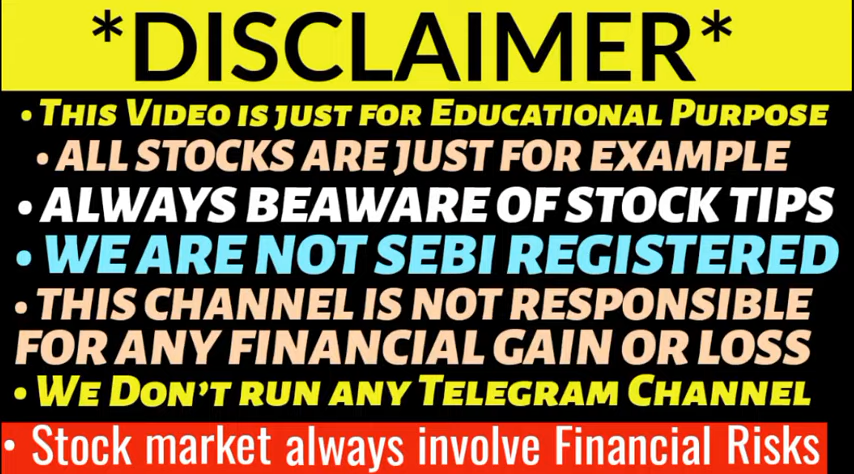 *DISCLAIMER*
• This Video is just for Educational Purpose
• ALL STOCKS ARE JUST FOR EXAMPLE
• ALWAYS BEAWARE OF STOCK TIPS
• WE ARE NOT SEBI REGISTERED
• THIS CHANNEL IS NOT RESPONSIBLE
FOR ANY FINANCIAL GAIN OR LOSS
• We Don't run any Telegram Channel
• Stock market always involve Financial Risks